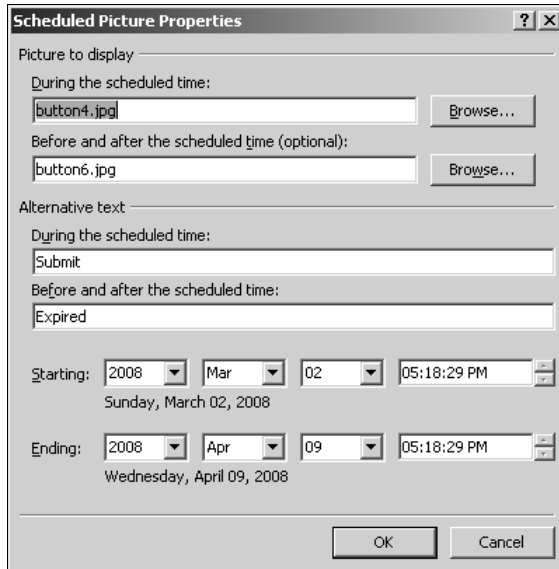 Scheduled Picture Properties
Picture to display
During the scheduled time:
button4.jpg
Browse...
Before and after the scheduled time (optional):
button6.jpg
Browse...
Alternative text
During the scheduled time:
Submit
Before and after the scheduled time:
Expired
Starting: 2008 Mar 02 05:18:29 PM
Sunday, March 02, 2008
Ending: 2008 Apr 09 05:18:29 PM
Wednesday, April 09, 2008
OK Cancel